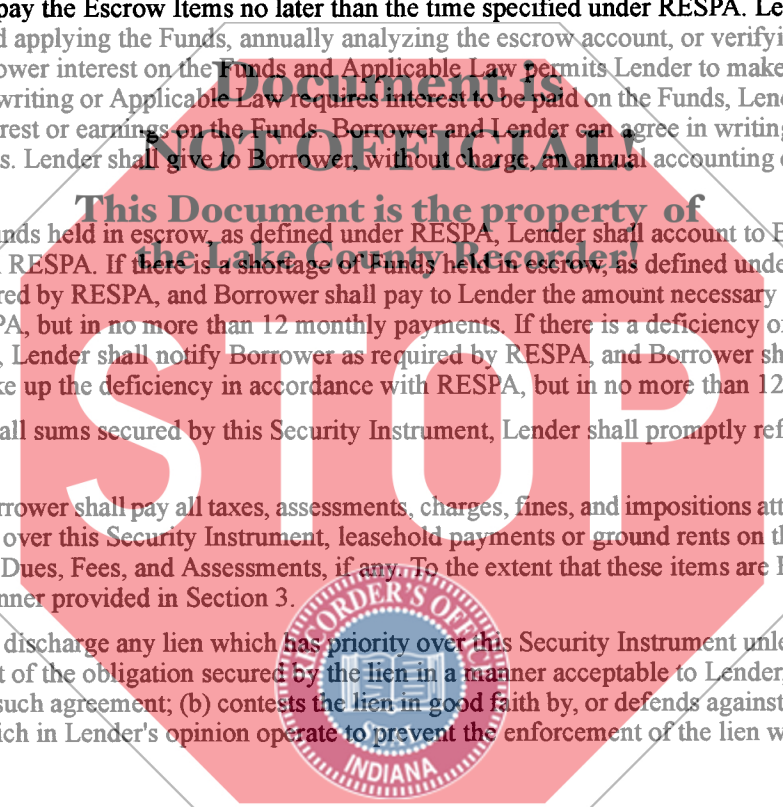 pay the Escrow Items no later than the time specified under RESPA. Le
d applying the Funds, annually analyzing the escrow account, or verifyi
ower interest on the Funds and Applicable Law permits Lender to make
Document is
writing or Applicable Law requires interest to be paid on the Funds, Len
rest or earnings on the Funds. Borrower and Lender can agree in writing
NOT OFFICIAL!
s. Lender shall give to Borrower, without charge, an annual accounting
This Document is the property of
unds held in escrow, as defined under RESPA, Lender shall account to B
the Lake County Recorder!
RESPA. If there is a shortage of Funds held in escrow, as defined unde
red by RESPA, and Borrower shall pay to Lender the amount necessary
PA, but in no more than 12 monthly payments. If there is a deficiency o
, Lender shall notify Borrower as required by RESPA, and Borrower sh
ke up the deficiency in accordance with RESPA, but in no more than 12
STOP
all sums secured by this Security Instrument, Lender shall promptly ref
rrower shall pay all taxes, assessments, charges, fines, and impositions att
over this Security Instrument, leasehold payments or ground rents on th
Dues, Fees, and Assessments, if any. To the extent that these items are
nner provided in Section 3.
discharge any lien which has priority over this Security Instrument unle
t of the obligation secured by the lien in a manner acceptable to Lender,
such agreement; (b) contests the lien in good faith by, or defends against
ich in Lender's opinion operate to prevent the enforcement of the lien w
RECORDER'S OFFICE
SEAL
INDIANA